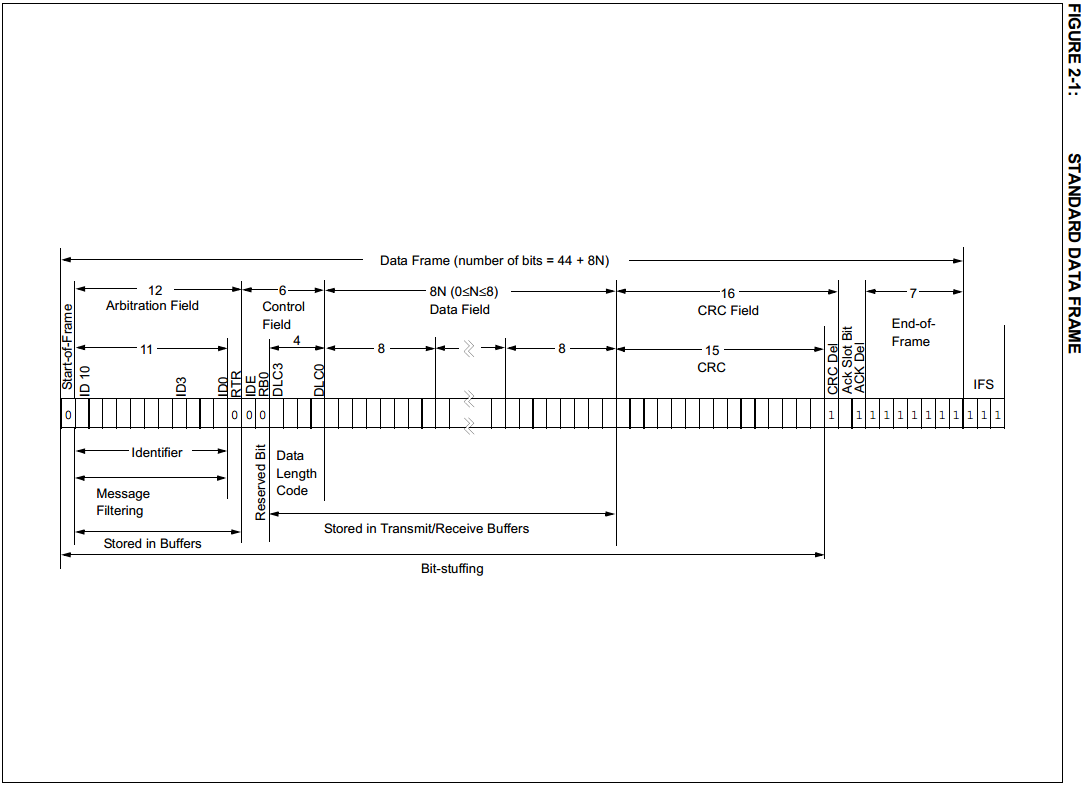 FIGURE 2-1: STANDARD DATA FRAME
Data Frame (number of bits = 44 + 8N)
12
Arbitration Field
6
Control
Field
8N (0≤N≤8)
Data Field
16
CRC Field
7
End-of-
Frame
11
4
8
8
15
CRC
Start-of-Frame
ID 10
ID3
ID0
RTR
IDE
RB0
DLC3
DLC0
CRC Del
Ack Slot Bit
ACK Del
IFS
0 0 0 0 1 1 1 1 1 1 1 1 1 1 1 1
Identifier
Message
Filtering
Stored in Buffers
Reserved Bit
Data
Length
Code
Stored in Transmit/Receive Buffers
Bit-stuffing